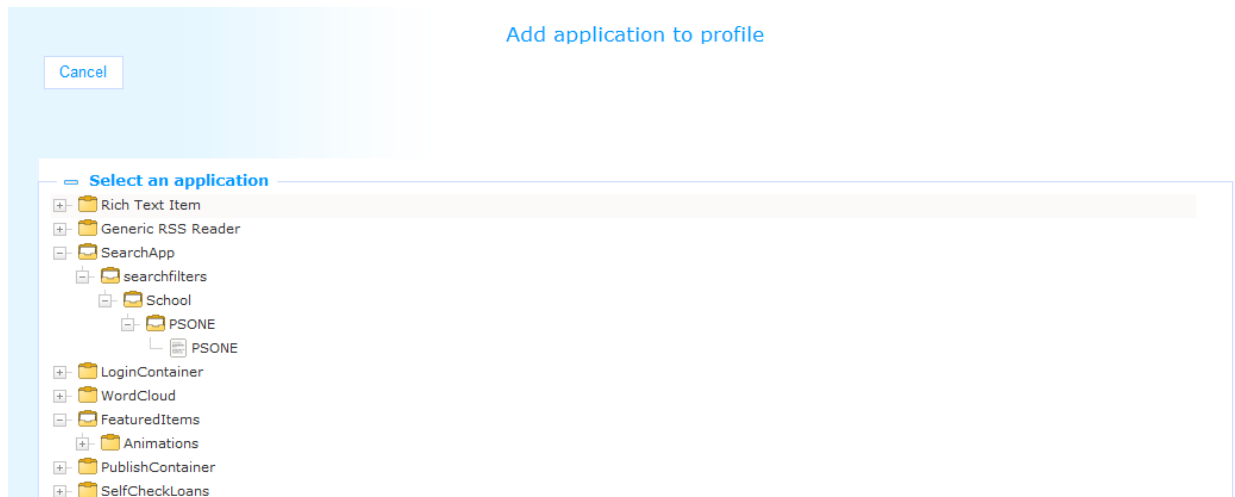 Add application to profile
Cancel
Select an application
Rich Text Item
Generic RSS Reader
SearchApp
searchfilters
School
PSONE
PSONE
LoginContainer
WordCloud
FeaturedItems
Animations
PublishContainer
SelfCheckLoans